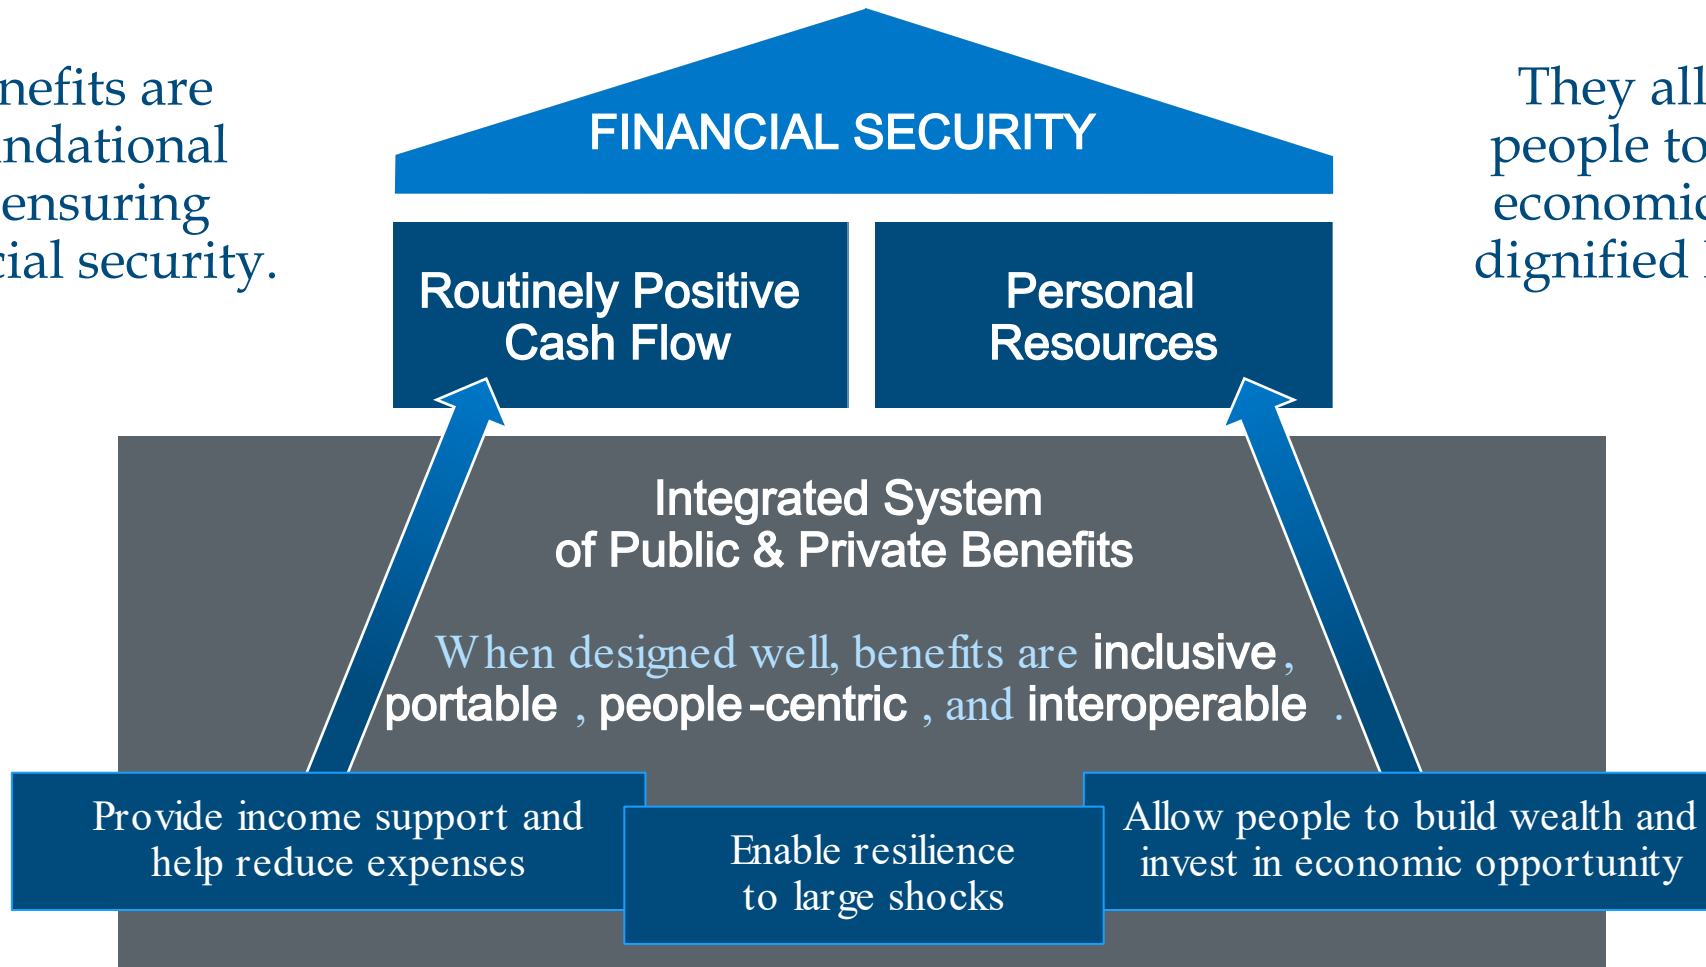 nefits are
ndational
ensuring
cial security.
FINANCIAL SECURITY
They all
people to
economic
dignified
Routinely Positive
Cash Flow
Personal
Resources
Integrated System
of Public & Private Benefits
When designed well, benefits are inclusive,
portable, people-centric, and interoperable.
Provide income support and
help reduce expenses
Enable resilience
to large shocks
Allow people to build wealth and
invest in economic opportunity